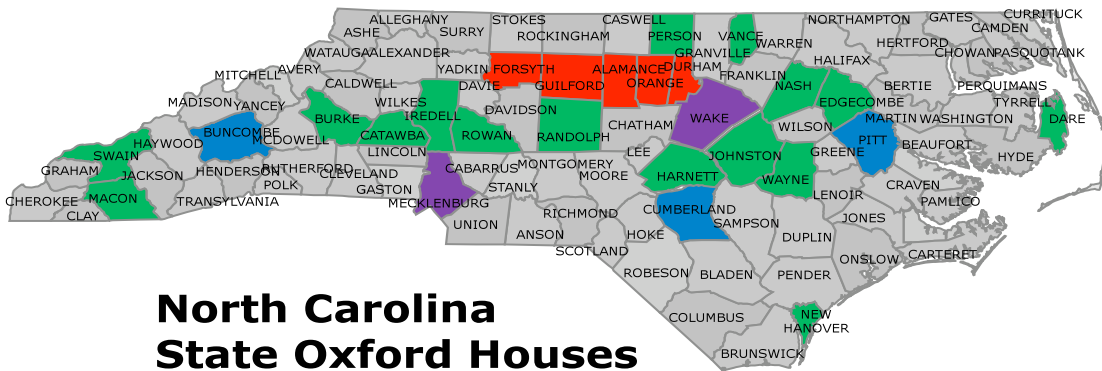 CURRITUCK
ALLEGHANY
STOKES
CASWELL
NORTHAMPTON
GATES
CAMDEN
ASHE
SURRY
ROCKINGHAM
PERSON
VANCE
WARREN
HERTFORD
CHOWAN
PASQUOTANK
WATAUGA
ALEXANDER
GRANVILLE
HALIFAX
MITCHELL
AVERY
YADKIN
FORSYTH
ALAMANCE
DURHAM
FRANKLIN
CALDWELL
DAVIE
GUILFORD
ORANGE
NASH
BERTIE
PERQUIMANS
MADISON
YANCEY
WILKES
DAVIDSON
EDGECOMBE
TYRRELL
BURKE
IREDELL
CHATHAM
WAKE
WILSON
MARTIN
WASHINGTON
DARE
HAYWOOD
BUNCOMBE
MCDOWELL
CATAWBA
ROWAN
RANDOLPH
PITT
BEAUFORT
SWAIN
LINCOLN
LEE
JOHNSTON
GREENE
HYDE
GRAHAM
JACKSON
HENDERSON
RUTHERFORD
CLEVELAND
CABARRUS
MONTGOMERY
MOORE
HARNETT
WAYNE
POLK
GASTON
STANLY
LENOIR
CRAVEN
CHEROKEE
MACON
TRANSYLVANIA
MECKLENBURG
CUMBERLAND
PAMLICO
CLAY
UNION
RICHMOND
SAMPSON
JONES
ANSON
HOKE
DUPLIN
SCOTLAND
ONSLOW
CARTERET
ROBESON
BLADEN
PENDER
COLUMBUS
NEW
HANOVER
BRUNSWICK
North Carolina
State Oxford Houses